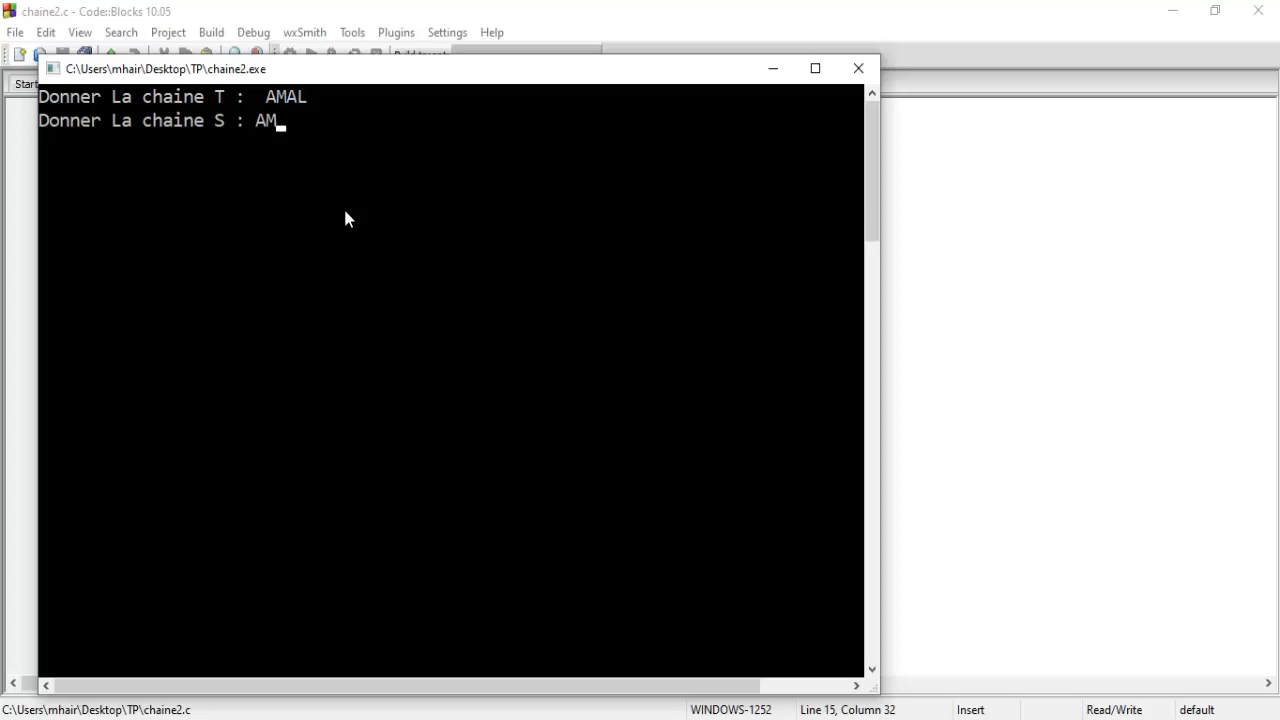 chaine2.c - Code::Blocks 10.05
File Edit View Search Project Build Debug wxSmith Tools Plugins Settings Help
C:\Users\mhair\Desktop\TP\chaine2.exe
Start
Donner La chaine T :  AMAL
Donner La chaine S : AM
C:\Users\mhair\Desktop\TP\chaine2.c WINDOWS-1252 Line 15, Column 32 Insert Read/Write default